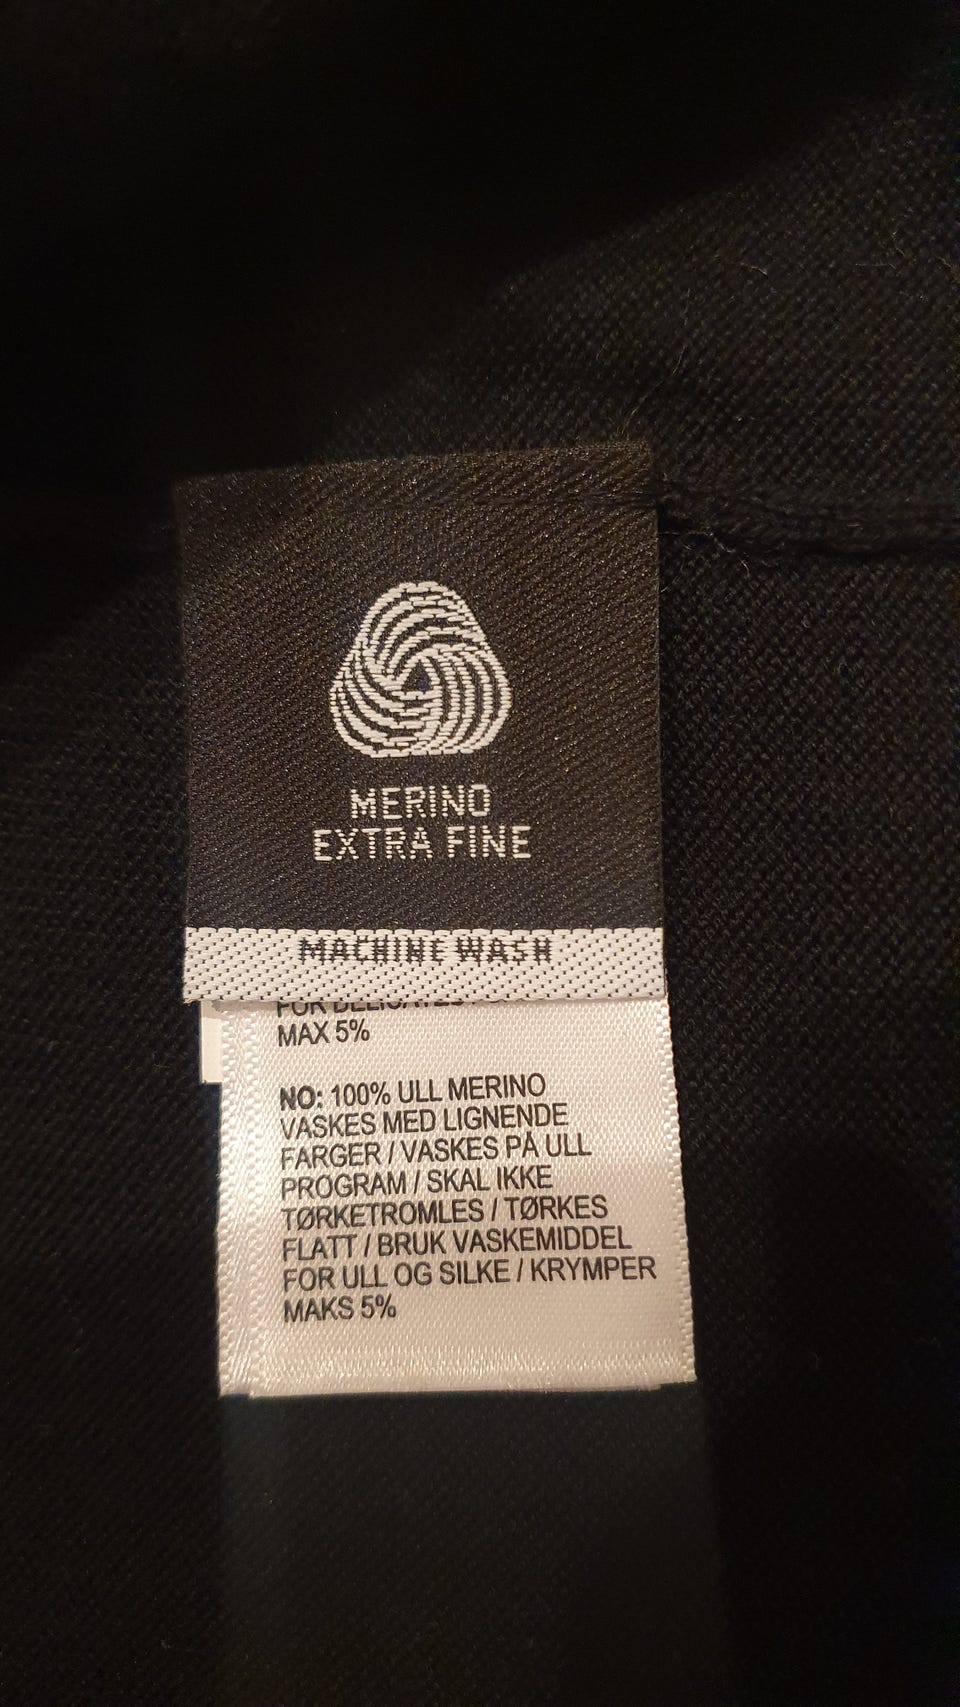 MERINO
EXTRA FINE
MACHINE WASH
FOR
MAX 5%
NO: 100% ULL MERINO
VASKES MED LIGNENDE
FARGER / VASKES PÅ ULL
PROGRAM / SKAL IKKE
TØRKETROMLES / TØRKES
FLATT / BRUK VASKEMIDDEL
FOR ULL OG SILKE / KRYMPER
MAKS 5%